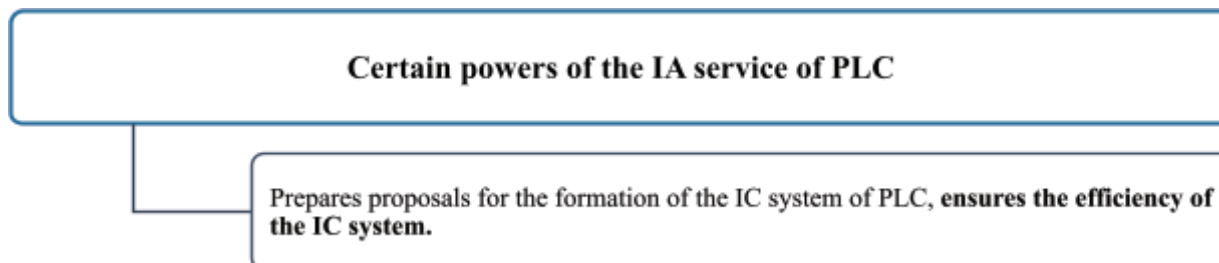 Certain powers of the IA service of PLC
Prepares proposals for the formation of the IC system of PLC, ensures the efficiency of
the IC system.